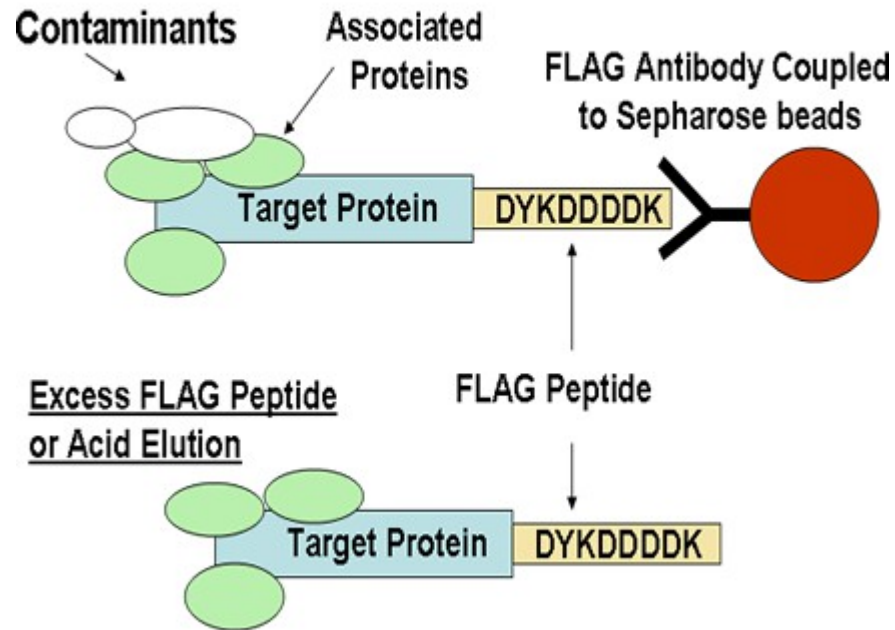 Contaminants
Associated
Proteins
FLAG Antibody Coupled
to Sepharose beads
Target Protein
DYKDDDDK
Excess FLAG Peptide
or Acid Elution
FLAG Peptide
Target Protein
DYKDDDDK